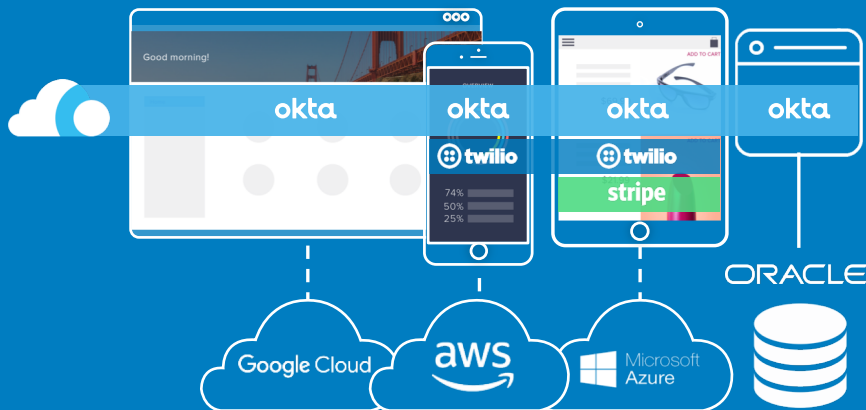 Good morning!
ADD TO CART
OVERVIEW
okta
okta
okta
okta
twilio
twilio
stripe
74%
50%
25%
ORACLE
Google Cloud
aws
Microsoft
Azure